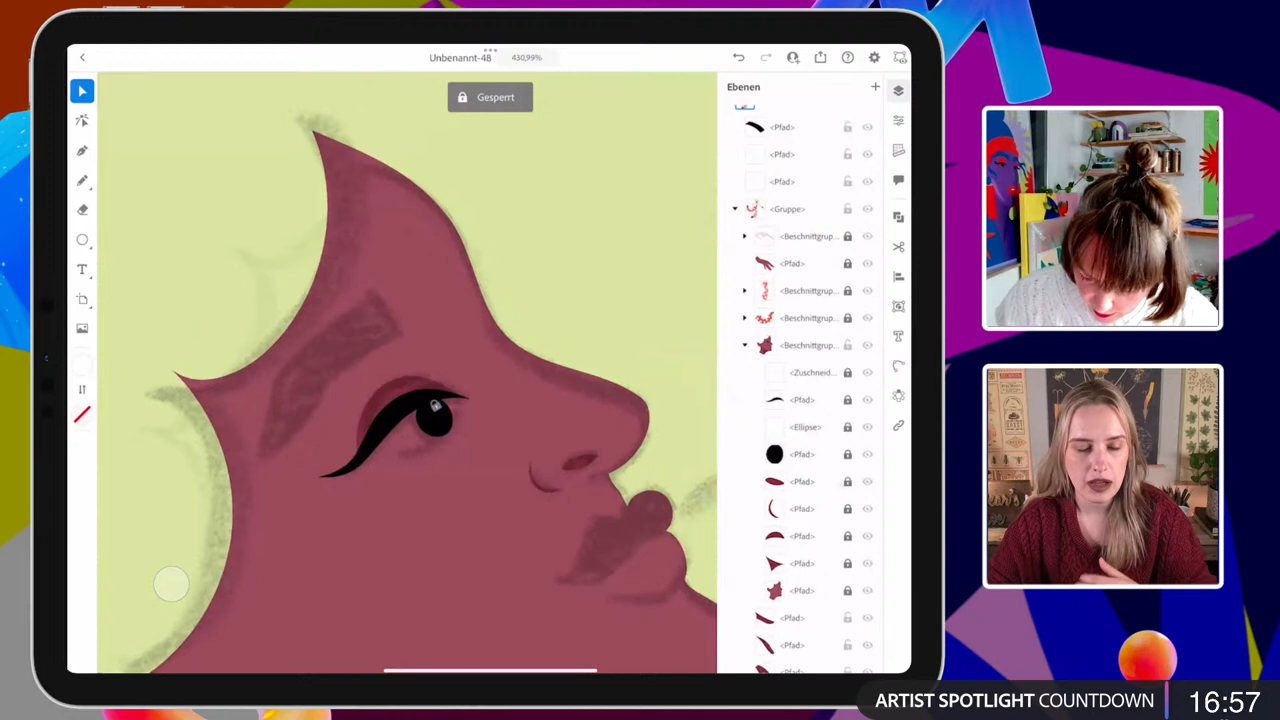 Unbenannt-48
430,99%
Gesperrt
Ebenen
<Pfad>
<Pfad>
<Pfad>
<Gruppe>
<Beschnittgrup...
<Pfad>
<Beschnittgrup...
<Beschnittgrup...
<Beschnittgrup...
<Zuschneid...
<Pfad>
<Ellipse>
<Pfad>
<Pfad>
<Pfad>
<Pfad>
<Pfad>
<Pfad>
<Pfad>
<Pfad>
<Pfad>
ARTIST SPOTLIGHT COUNTDOWN
16:57